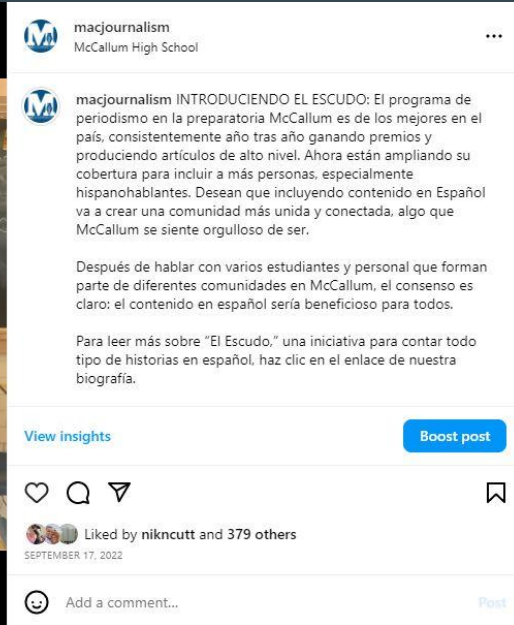 macjournalism
McCallum High School
macjournalism INTRODUCIENDO EL ESCUDO: El programa de
periodismo en la preparatoria McCallum es de los mejores en el
país, consistentemente año tras año ganando premios y
produciendo artículos de alto nivel. Ahora están ampliando su
cobertura para incluir a más personas, especialmente
hispanohablantes. Desean que incluyendo contenido en Español
va a crear una comunidad más unida y conectada, algo que
McCallum se siente orgulloso de ser.
Después de hablar con varios estudiantes y personal que forman
parte de diferentes comunidades en McCallum, el consenso es
claro: el contenido en español sería beneficioso para todos.
Para leer más sobre “El Escudo,” una iniciativa para contar todo
tipo de historias en español, haz clic en el enlace de nuestra
biografía.
View insights
Boost post
Liked by nikncutt and 379 others
SEPTEMBER 17, 2022
Add a comment...
Post